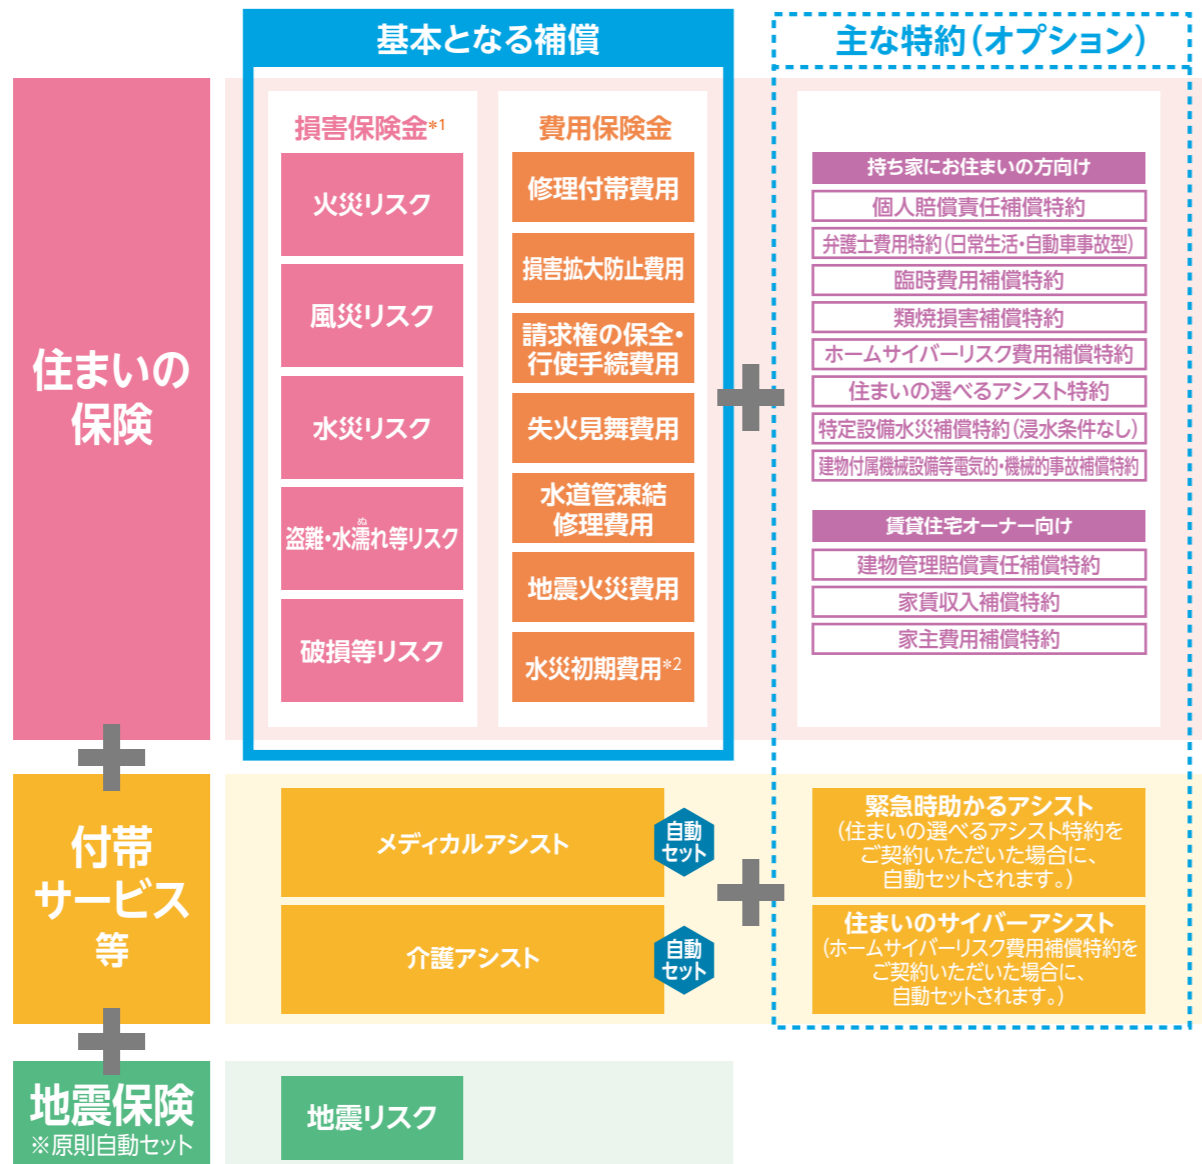 基本となる補償
主な特約(オプション)
住まいの
保険
損害保険金*1
火災リスク
風災リスク
水災リスク
ぬ
盗難・水濡れ等リスク
破損等リスク
費用保険金
修理付帯費用
損害拡大防止費用
請求権の保全・
行使手続費用
失火見舞費用
水道管凍結
修理費用
地震火災費用
水災初期費用*2
持ち家にお住まいの方向け
個人賠償責任補償特約
弁護士費用特約(日常生活・自動車事故型)
臨時費用補償特約
類焼損害補償特約
ホームサイバーリスク費用補償特約
住まいの選べるアシスト特約
特定設備水災補償特約(浸水条件なし)
建物付属機械設備等電気的・機械的事故補償特約
賃貸住宅オーナー向け
建物管理賠償責任補償特約
家賃収入補償特約
家主費用補償特約
付帯
サービス
等
メディカルアシスト
自動
セット
介護アシスト
自動
セット
緊急時助かるアシスト
(住まいの選べるアシスト特約を
ご契約いただいた場合に、
自動セットされます。)
住まいのサイバーアシスト
(ホームサイバーリスク費用補償特約を
ご契約いただいた場合に、
自動セットされます。)
地震保険
※原則自動セット
地震リスク